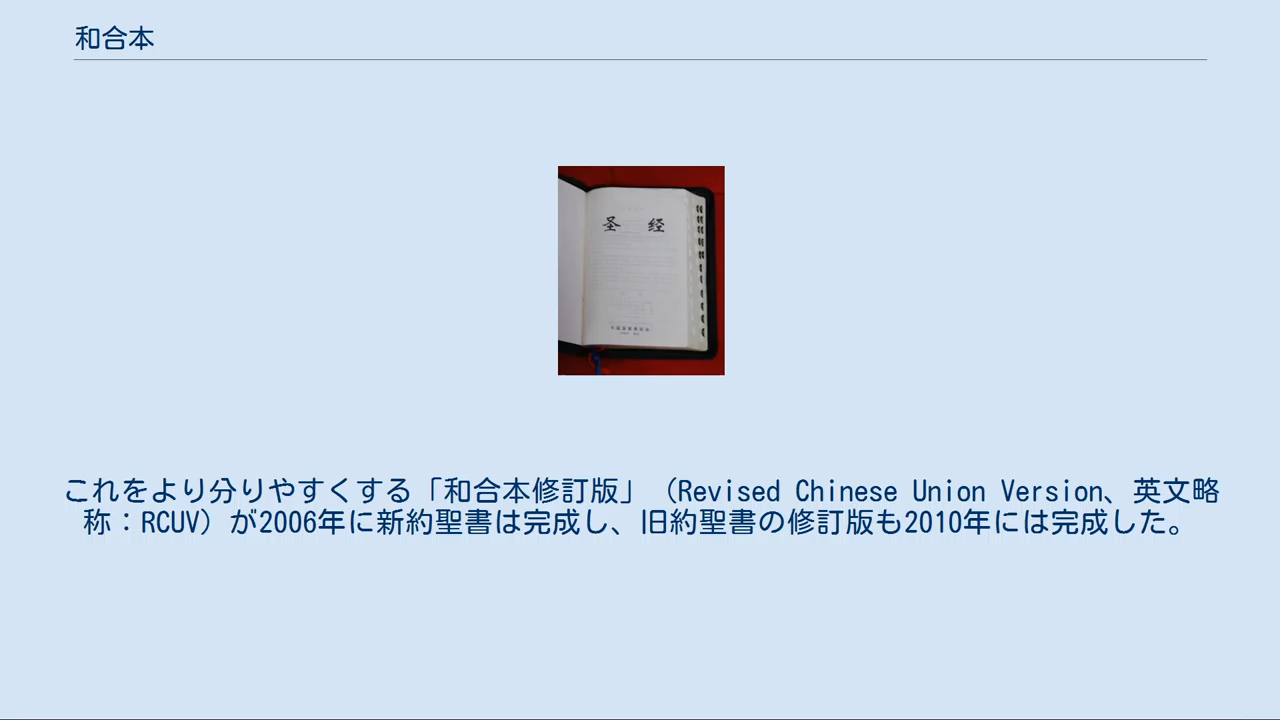 和合本
圣 经
これをより分りやすくする「和合本修訂版」（Revised Chinese Union Version、英文略
称：RCUV）が2006年に新約聖書は完成し、旧約聖書の修訂版も2010年には完成した。